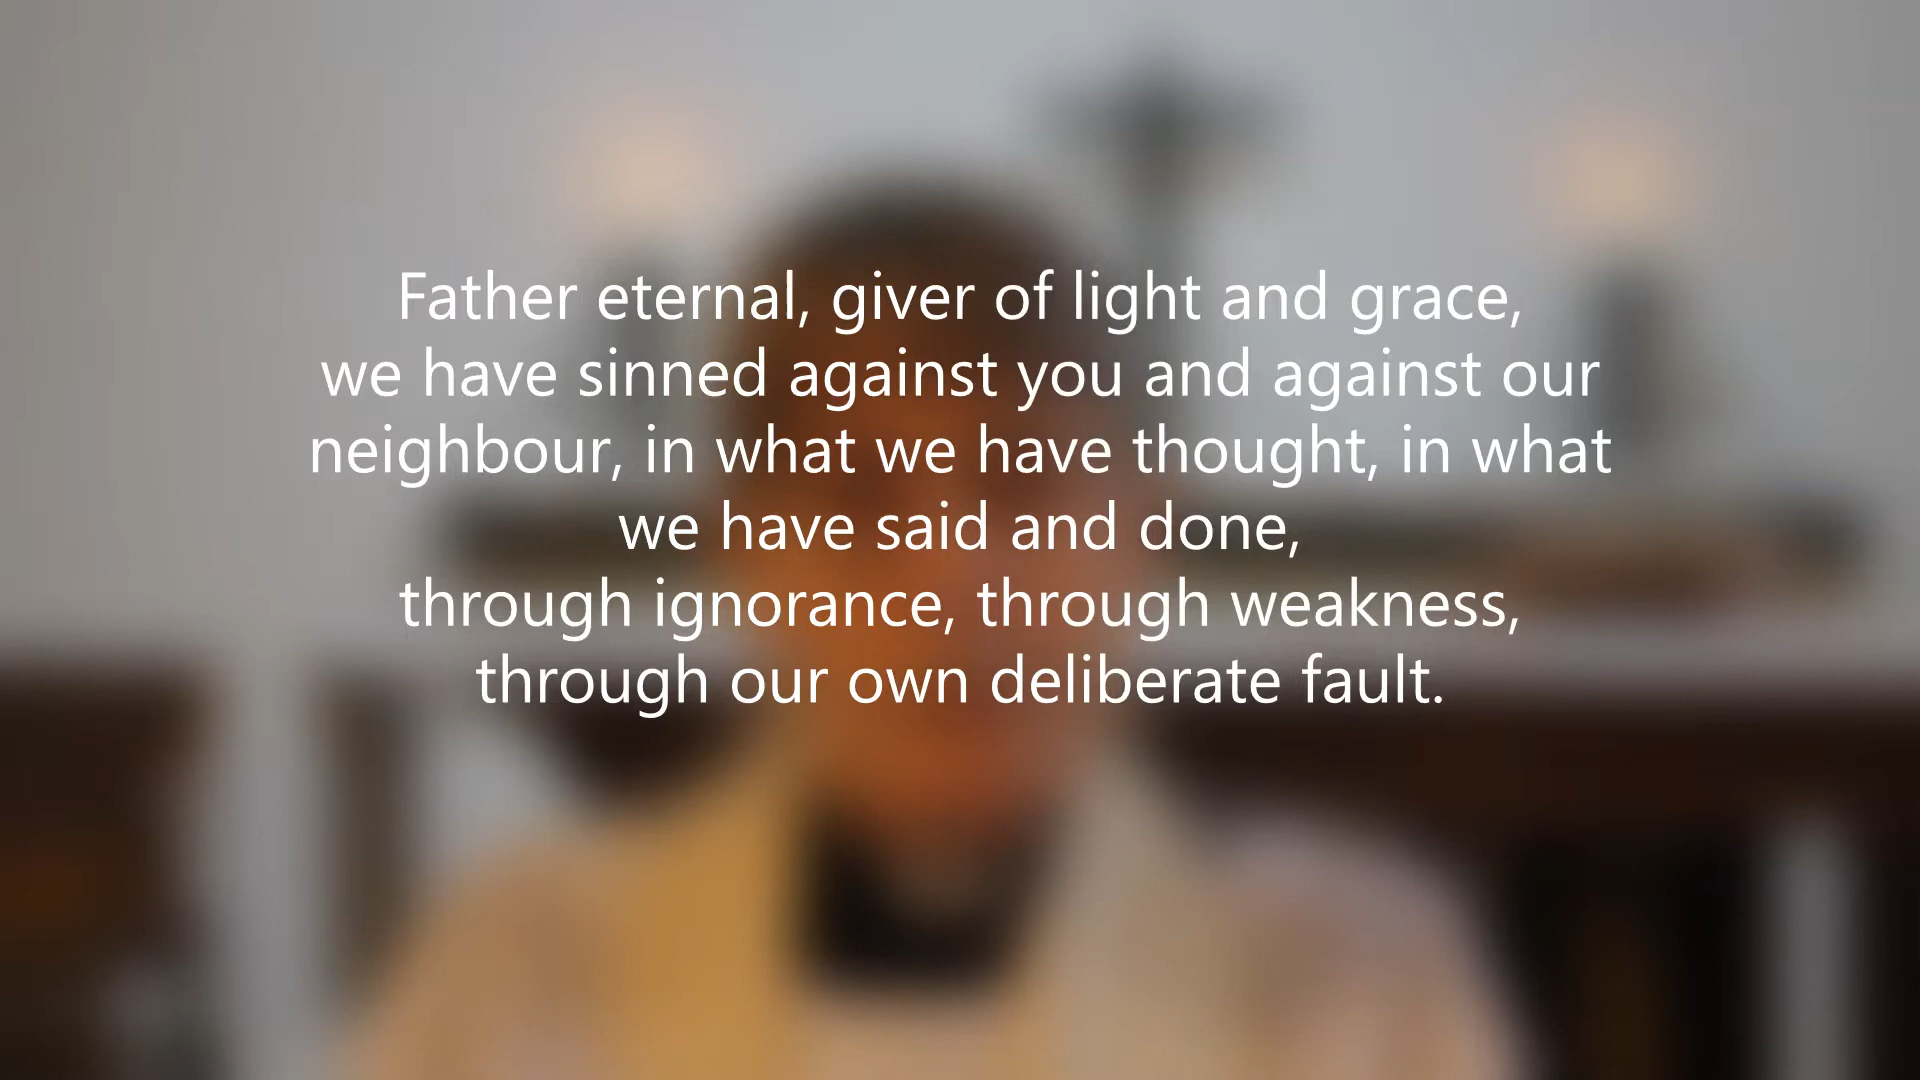 Father eternal, giver of light and grace,
we have sinned against you and against our
neighbour, in what we have thought, in what
we have said and done,
through ignorance, through weakness,
through our own deliberate fault.